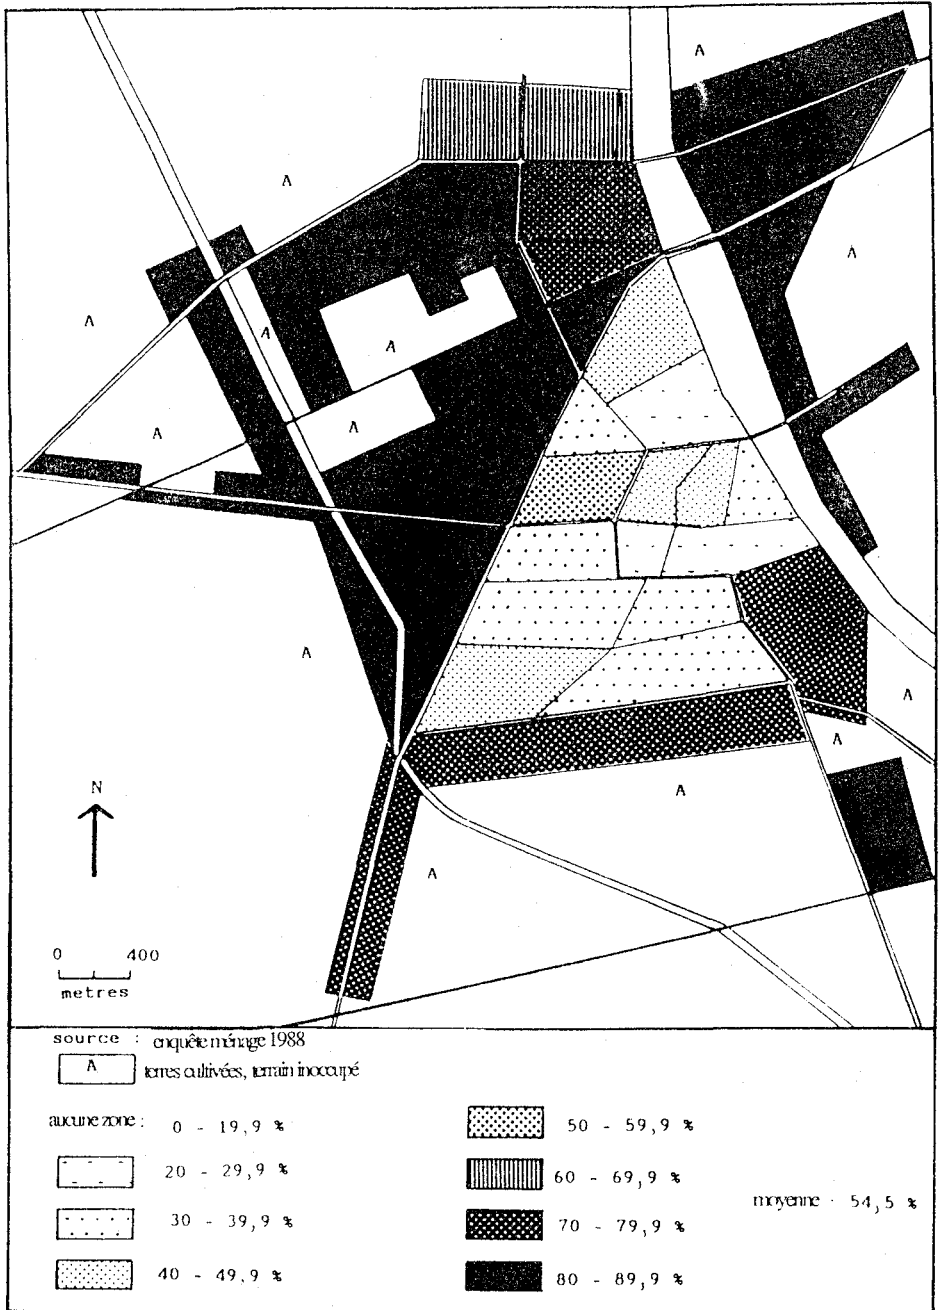 A
A
A
A
A
A
A
A
A
A
A
A
A
A
N
0 400
metres
source : enquête ménage 1988
A terres cultivées, terrain inoccupé
aucune zone : 0 - 19,9 %
20 - 29,9 %
30 - 39,9 %
40 - 49,9 %
50 - 59,9 %
60 - 69,9 %
70 - 79,9 %
80 - 89,9 %
moyenne · 54,5 %